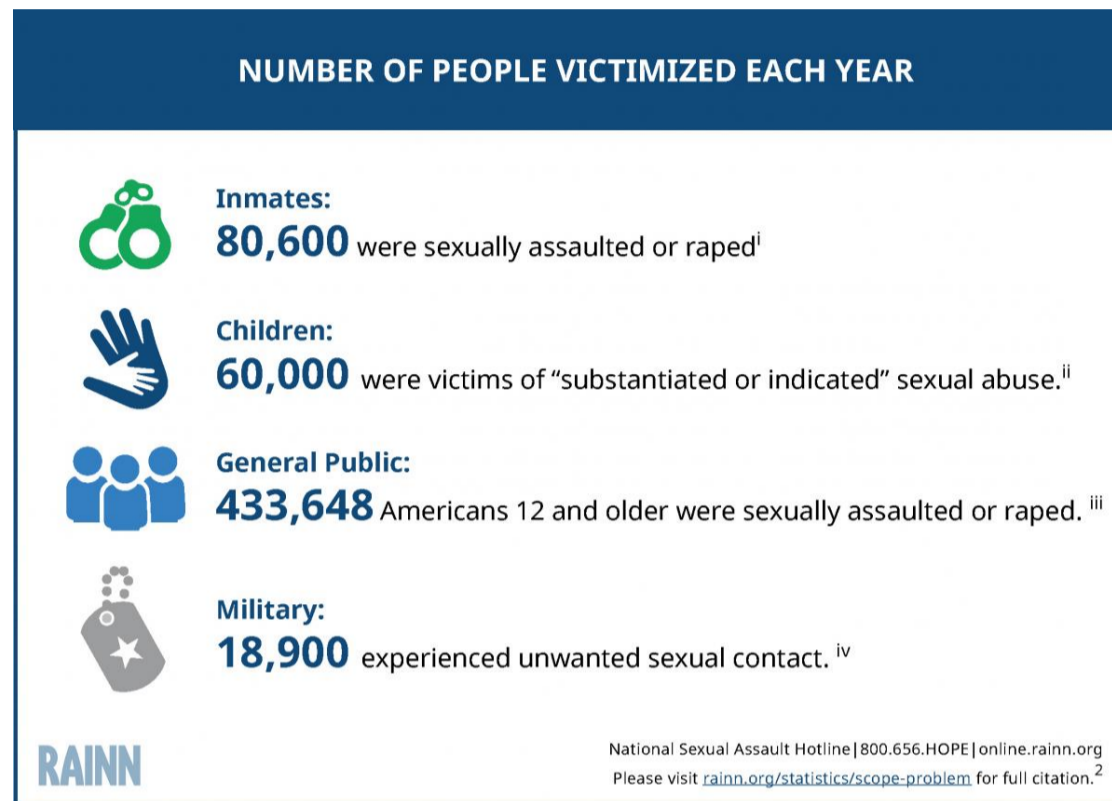 NUMBER OF PEOPLE VICTIMIZED EACH YEAR
Inmates:
80,600 were sexually assaulted or rapedⁱ
Children:
60,000 were victims of “substantiated or indicated” sexual abuse.ⁱⁱ
General Public:
433,648 Americans 12 and older were sexually assaulted or raped. ⁱⁱⁱ
Military:
18,900 experienced unwanted sexual contact. ⁱᵛ
RAINN
National Sexual Assault Hotline|800.656.HOPE|online.rainn.org
Please visit rainn.org/statistics/scope-problem for full citation.²